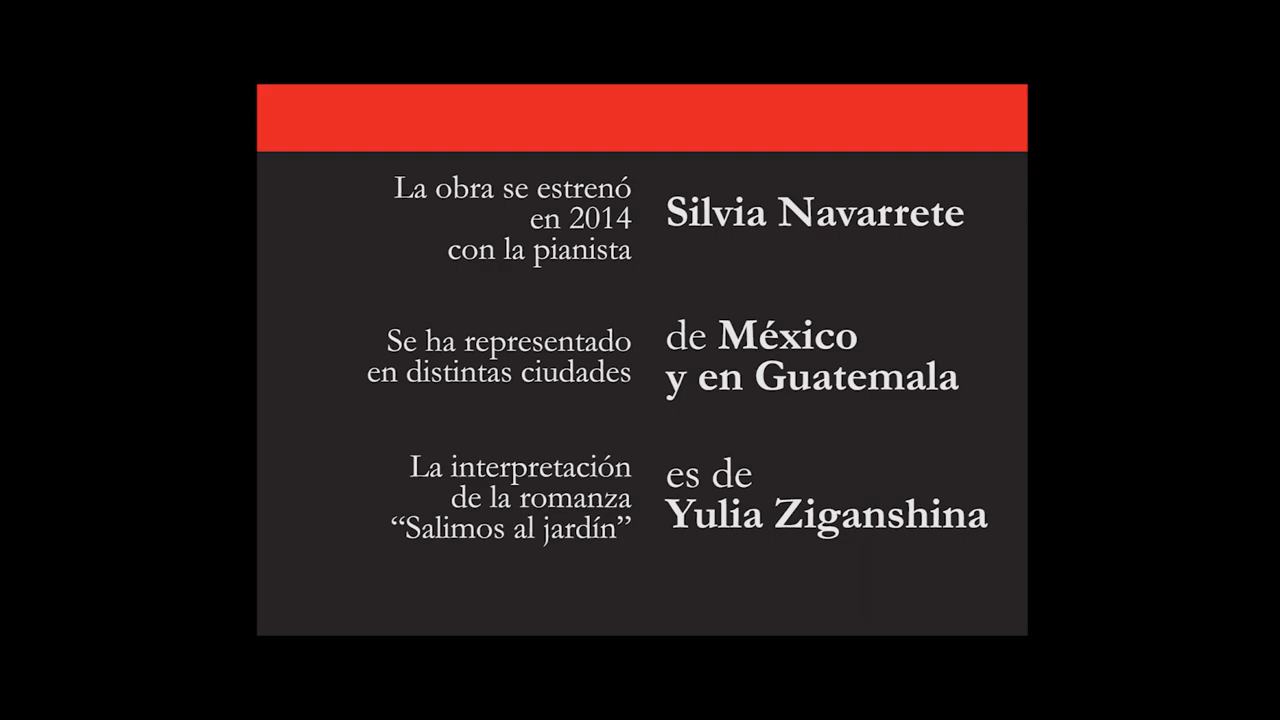 La obra se estrenó
en 2014
con la pianista
Silvia Navarrete
Se ha representado
en distintas ciudades
de México
y en Guatemala
La interpretación
de la romanza
“Salimos al jardín”
es de
Yulia Ziganshina